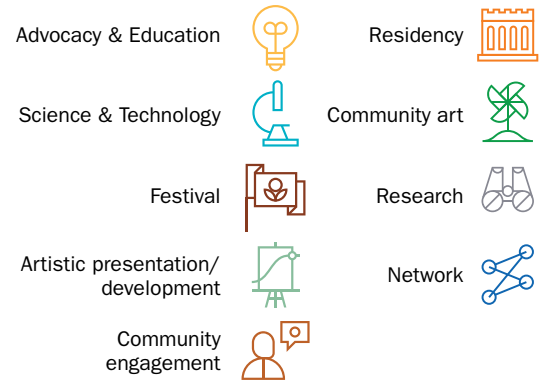 Advocacy & Education
Science & Technology
Festival
Artistic presentation/
development
Community
engagement
Residency
Community art
Research
Network